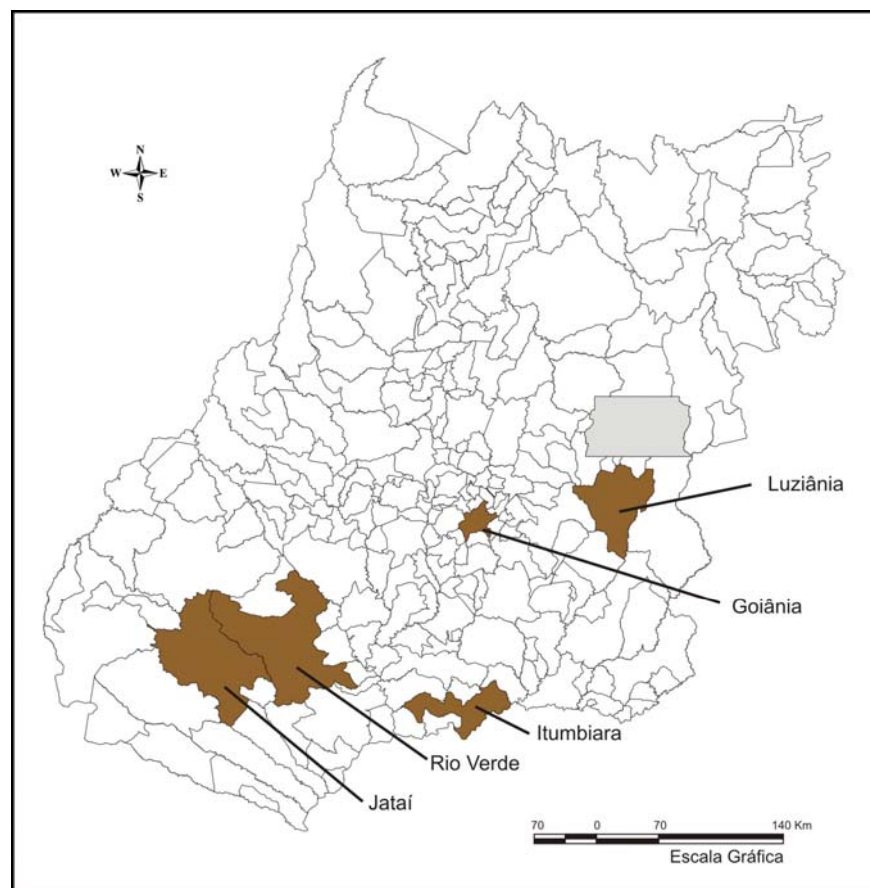 N
W E
S
Luziânia
Goiânia
Itumbiara
Rio Verde
Jataí
70 0 70 140 Km
Escala Gráfica